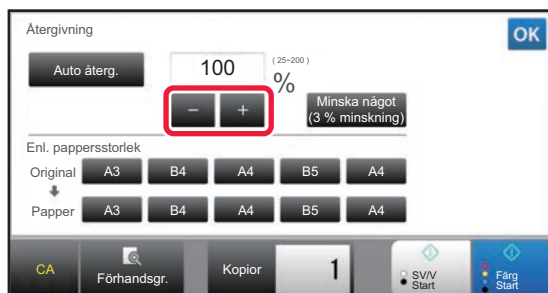 Återgivning
OK
Auto återg.
100
(25~200)
%
−
+
Minska något
(3 % minskning)
Enl. pappersstorlek
Original
A3
B4
A4
B5
A4
Papper
A3
B4
A4
B5
A4
CA
Förhandsgr.
Kopior
1
SV/V
Start
Färg
Start